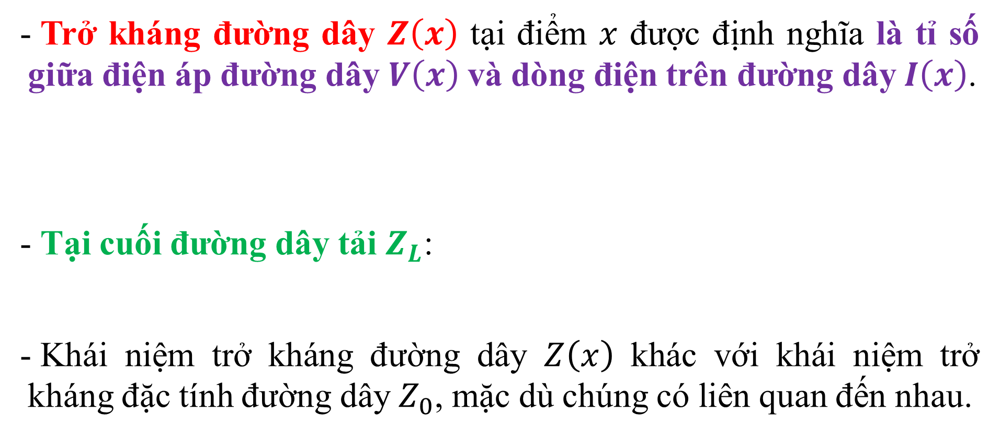 - Trở kháng đường dây Z(x) tại điểm x được định nghĩa là tỉ số
giữa điện áp đường dây V(x) và dòng điện trên đường dây I(x).
- Tại cuối đường dây tải Z_L:
- Khái niệm trở kháng đường dây Z(x) khác với khái niệm trở
kháng đặc tính đường dây Z₀, mặc dù chúng có liên quan đến nhau.